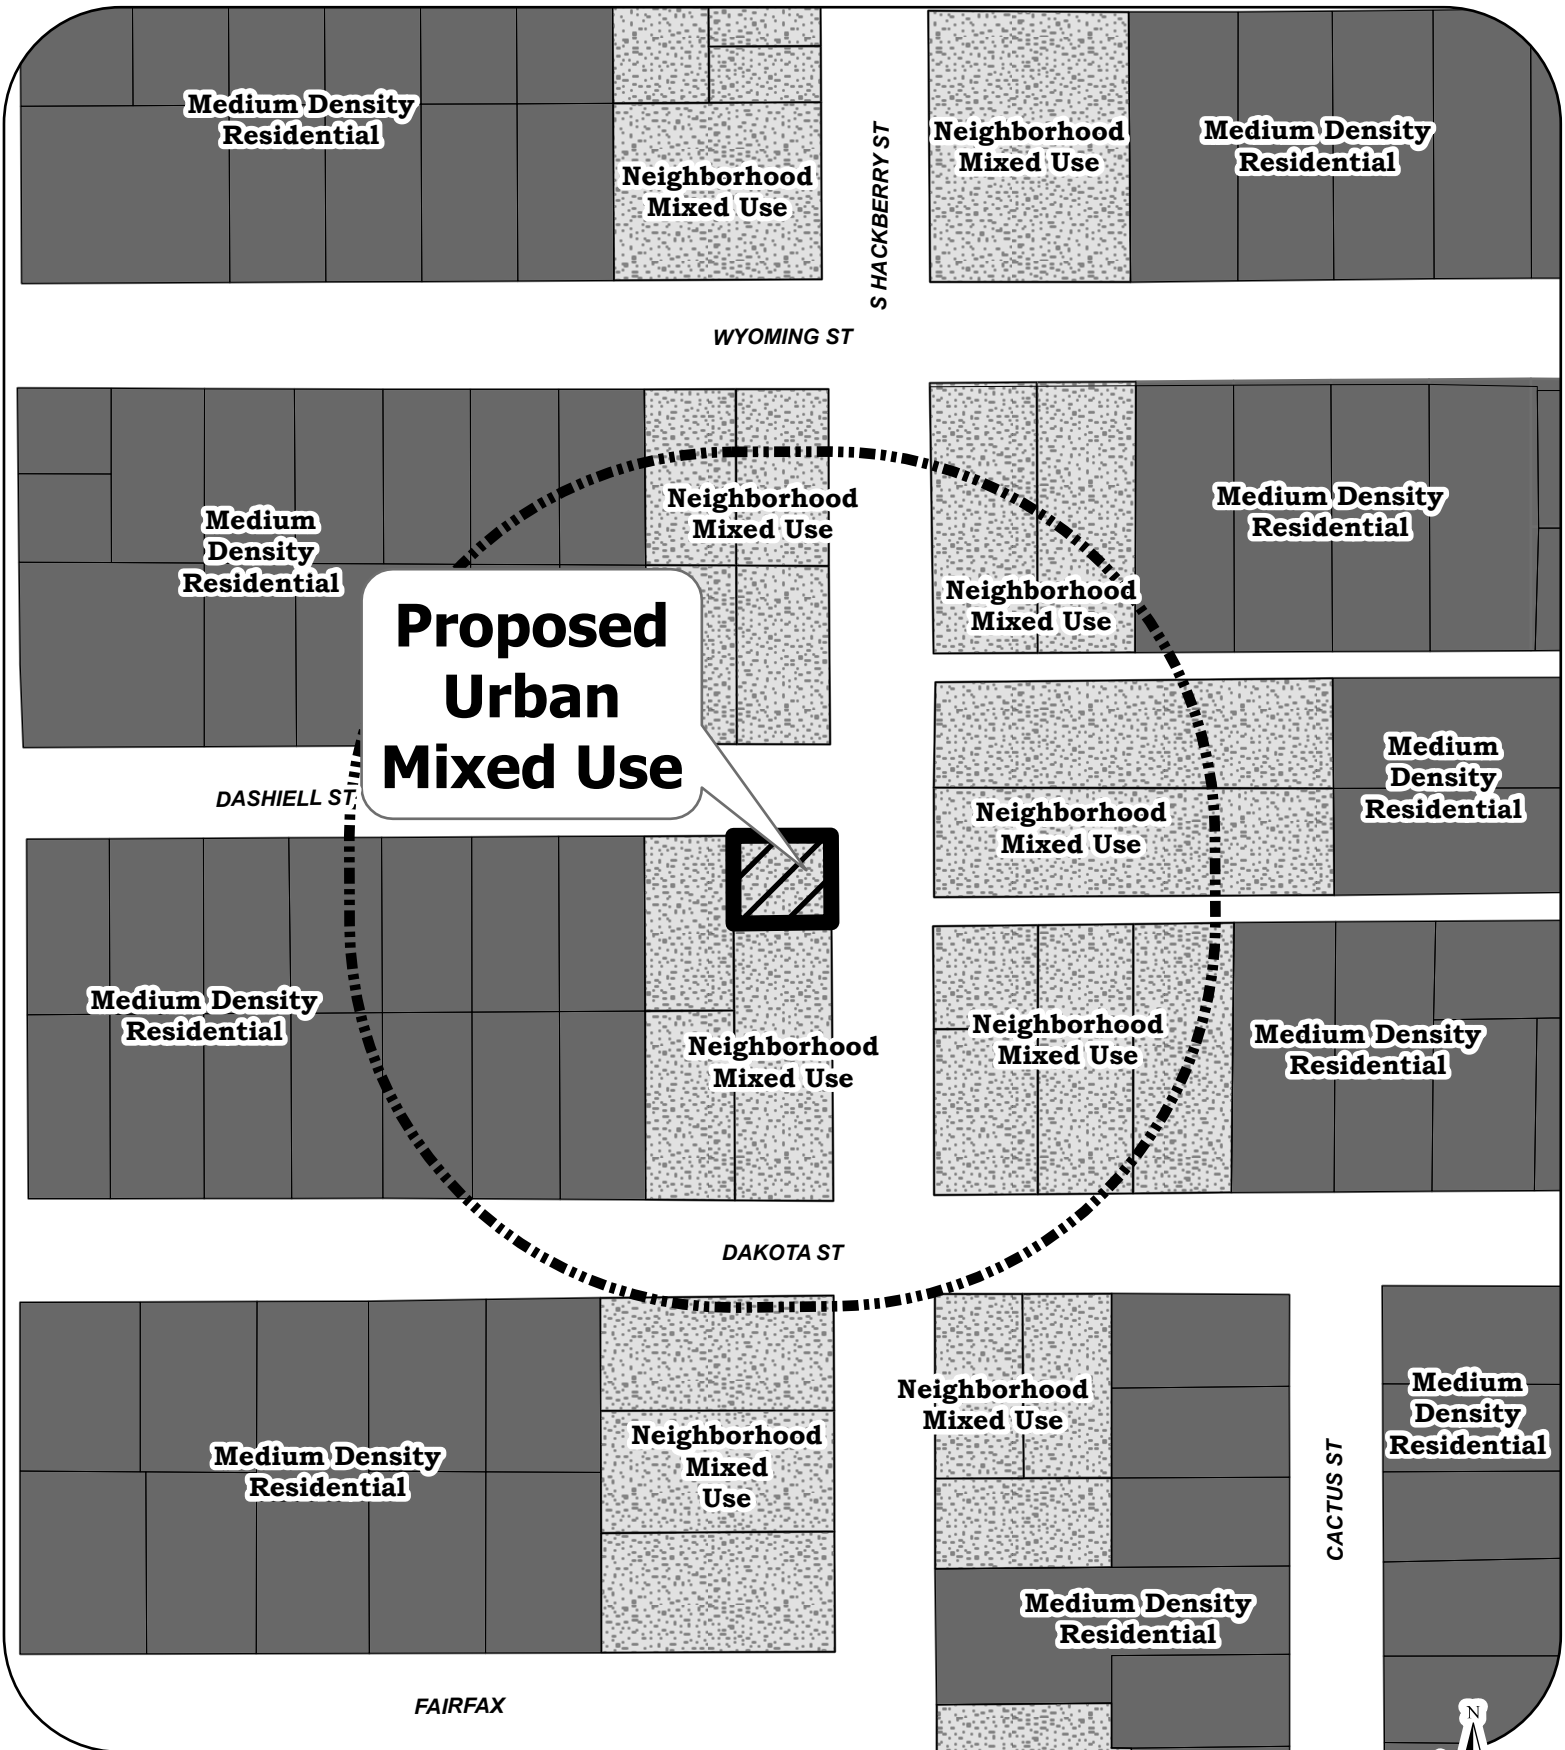 Medium Density
Residential
Neighborhood
Mixed Use
S HACKBERRY ST
Neighborhood
Mixed Use
Medium Density
Residential
WYOMING ST
Medium
Density
Residential
Neighborhood
Mixed Use
Neighborhood
Mixed Use
Medium Density
Residential
Proposed
Urban
Mixed Use
DASHIELL ST
Neighborhood
Mixed Use
Medium
Density
Residential
Medium Density
Residential
Neighborhood
Mixed Use
Neighborhood
Mixed Use
Medium Density
Residential
DAKOTA ST
Medium Density
Residential
Neighborhood
Mixed
Use
Neighborhood
Mixed Use
CACTUS ST
Medium
Density
Residential
Medium Density
Residential
FAIRFAX
N